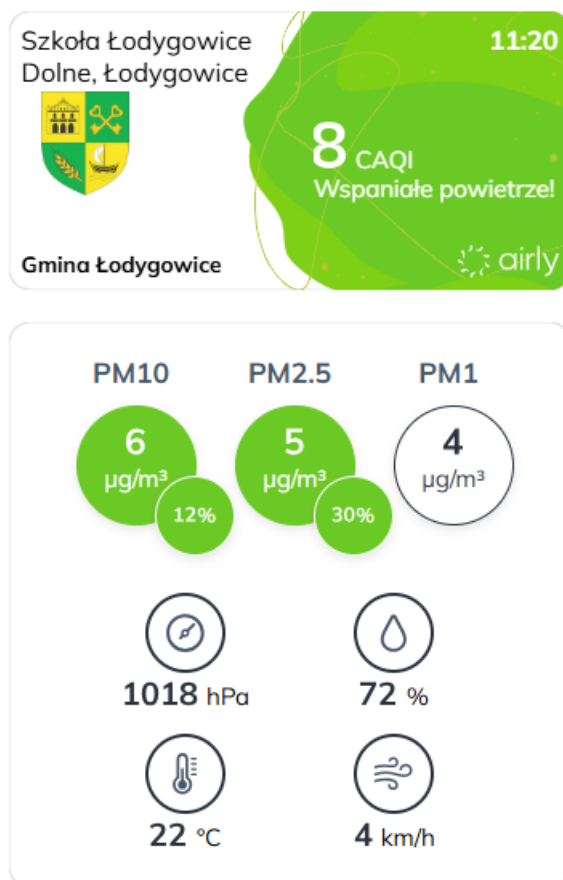 Szkoła Łodygowice
Dolne, Łodygowice
11:20
8 CAQI
Wspaniałe powietrze!
Gmina Łodygowice
airly
PM10 PM2.5 PM1
6 5 4
µg/m³ µg/m³ µg/m³
12% 30%
1018 hPa 72 %
22 °C 4 km/h